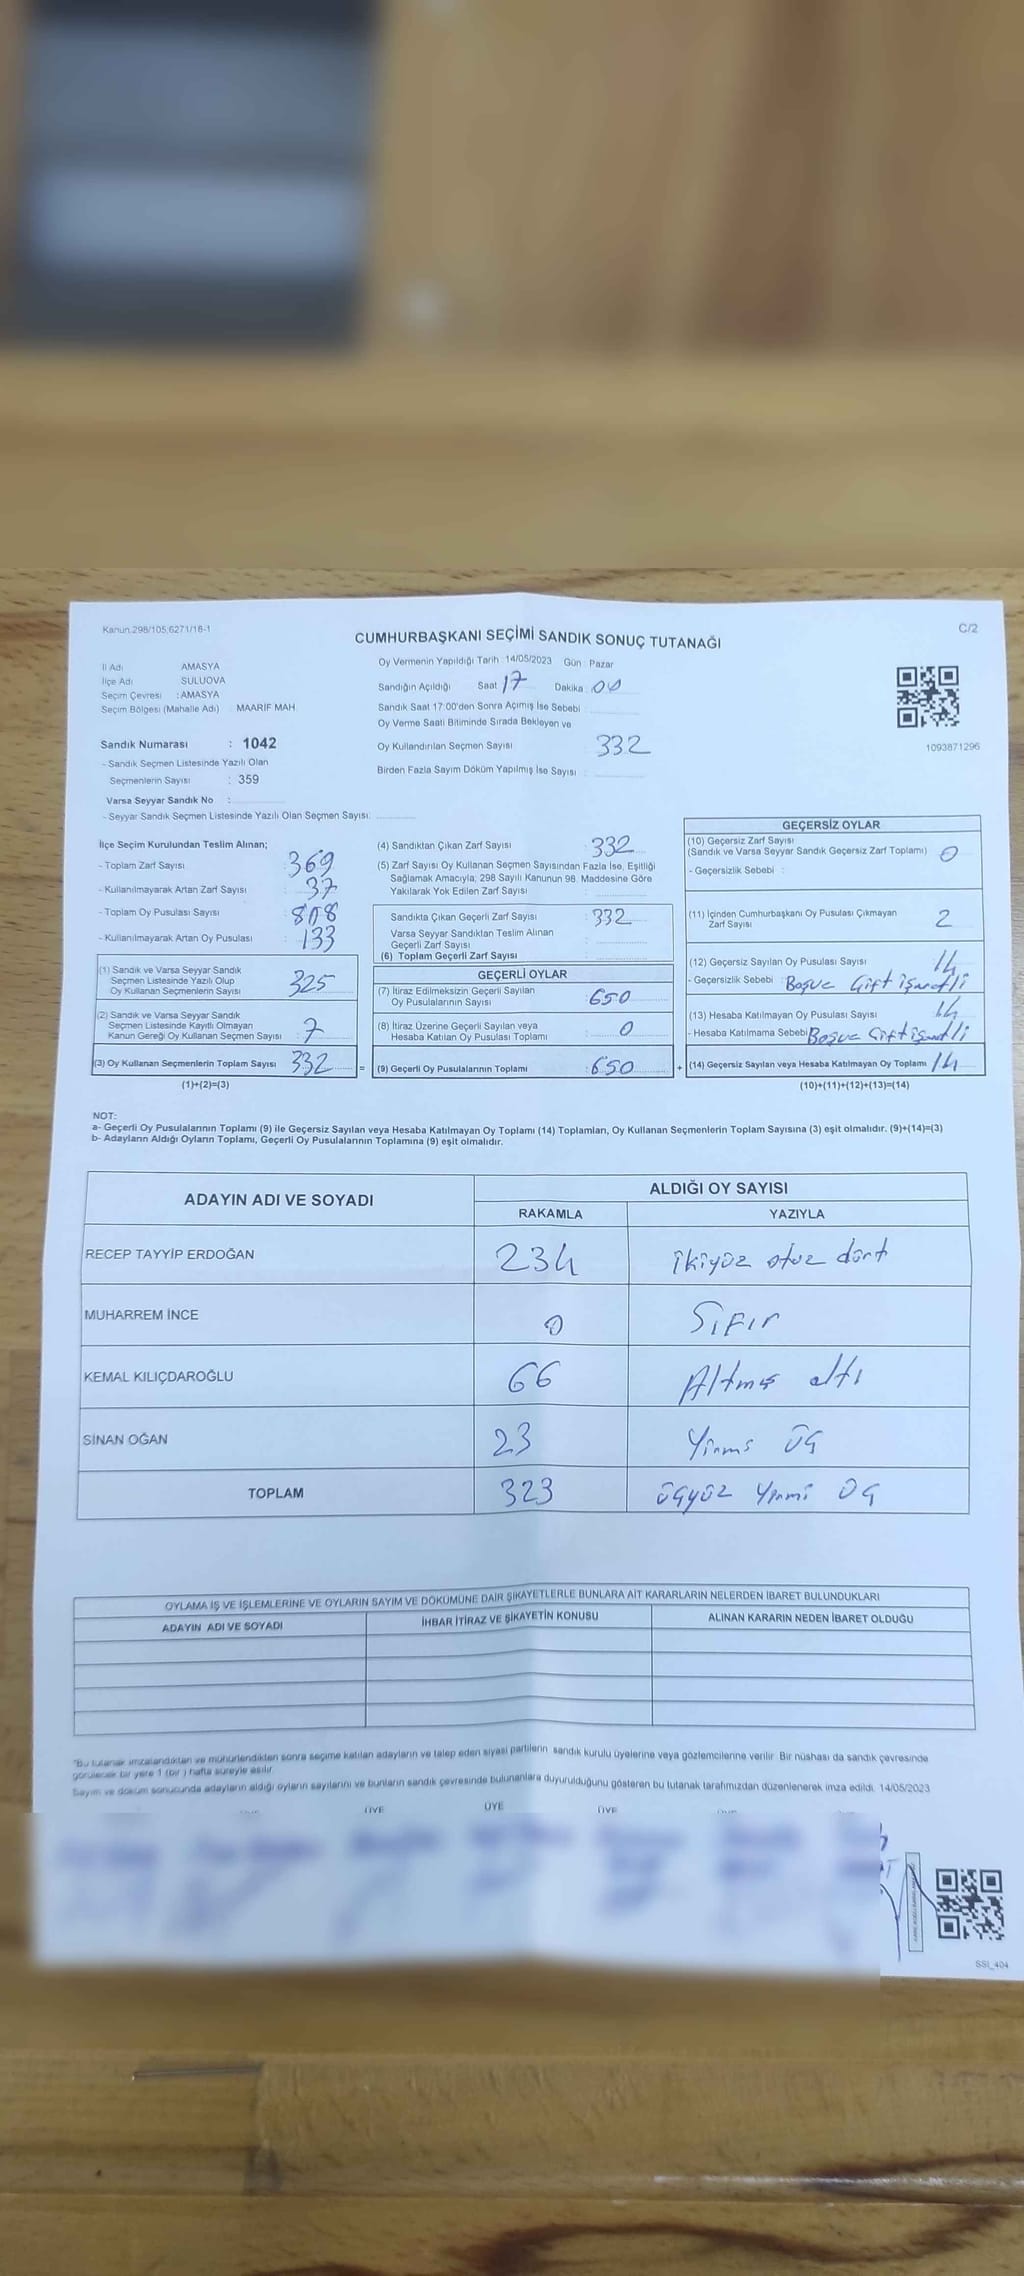 Kanun.298/105,6271/16-1
C/2
CUMHURBAŞKANI SEÇİMİ SANDIK SONUÇ TUTANAĞI
İl Adı AMASYA
İlçe Adı SULUOVA
Seçim Çevresi : AMASYA
Seçim Bölgesi (Mahalle Adı) MAARİF MAH.
Oy Vermenin Yapıldığı Tarih : 14/05/2023 Gün : Pazar
Sandığın Açıldığı Saat 17 Dakika 00
Sandık Saat 17:00'den Sonra Açımış İse Sebebi
Oy Verme Saati Bitiminde Sırada Bekleyen ve
Oy Kullandırılan Seçmen Sayısı 332
Birden Fazla Sayım Döküm Yapılmış İse Sayısı :
1093871296
Sandık Numarası : 1042
- Sandık Seçmen Listesinde Yazılı Olan
Seçmenlerin Sayısı : 359
Varsa Seyyar Sandık No :
- Seyyar Sandık Seçmen Listesinde Yazılı Olan Seçmen Sayısı:
İlçe Seçim Kurulundan Teslim Alınan;
- Toplam Zarf Sayısı : 369
- Kullanılmayarak Artan Zarf Sayısı : 37
- Toplam Oy Pusulası Sayısı : 808
- Kullanılmayarak Artan Oy Pusulası : 133
(1) Sandık ve Varsa Seyyar Sandık
Seçmen Listesinde Yazılı Olup
Oy Kullanan Seçmenlerin Sayısı 325
(2) Sandık ve Varsa Seyyar Sandık
Seçmen Listesinde Kayıtlı Olmayan
Kanun Gereği Oy Kullanan Seçmen Sayısı : 7
(3) Oy Kullanan Seçmenlerin Toplam Sayısı 332 =
(1)+(2)=(3)
(4) Sandıktan Çıkan Zarf Sayısı 332
(5) Zarf Sayısı Oy Kullanan Seçmen Sayısından Fazla İse, Eşitliği
Sağlamak Amacıyla; 298 Sayılı Kanunun 98. Maddesine Göre
Yakılarak Yok Edilen Zarf Sayısı :
Sandıkta Çıkan Geçerli Zarf Sayısı : 332
Varsa Seyyar Sandıktan Teslim Alınan
Geçerli Zarf Sayısı :
(6) Toplam Geçerli Zarf Sayısı :
GEÇERLİ OYLAR
(7) İtiraz Edilmeksizin Geçerli Sayılan
Oy Pusulalarının Sayısı : 650
(8) İtiraz Üzerine Geçerli Sayılan veya
Hesaba Katılan Oy Pusulası Toplamı : 0
(9) Geçerli Oy Pusulalarının Toplamı : 650 +
GEÇERSİZ OYLAR
(10) Geçersiz Zarf Sayısı
(Sandık ve Varsa Seyyar Sandık Geçersiz Zarf Toplamı) 0
- Geçersizlik Sebebi :
(11) İçinden Cumhurbaşkanı Oy Pusulası Çıkmayan
Zarf Sayısı 2
(12) Geçersiz Sayılan Oy Pusulası Sayısı 14
- Geçersizlik Sebebi : Boş ve Çift işaretli
(13) Hesaba Katılmayan Oy Pusulası Sayısı 14
- Hesaba Katılmama Sebebi Boş ve Çift işaretli
(14) Geçersiz Sayılan veya Hesaba Katılmayan Oy Toplamı 14
(10)+(11)+(12)+(13)=(14)
NOT:
a- Geçerli Oy Pusulasının Toplamı (9) ile Geçersiz Sayılan veya Hesaba Katılmayan Oy Toplamı (14) Toplamları, Oy Kullanan Seçmenlerin Toplam Sayısına (3) eşit olmalıdır. (9)+(14)=(3)
b- Adayların Aldığı Oyların Toplamı, Geçerli Oy Pusulalarının Toplamına (9) eşit olmalıdır.
ADAYIN ADI VE SOYADI
ALDIĞI OY SAYISI
RAKAMLA YAZIYLA
RECEP TAYYİP ERDOĞAN 234 ikiyüz otuz dört
MUHARREM İNCE 0 Sıfır
KEMAL KILIÇDAROĞLU 66 Altmış altı
SİNAN OĞAN 23 Yirmi üç
TOPLAM 323 üçyüz Yirmi üç
OYLAMA İŞ VE İŞLEMLERİNE VE OYLARIN SAYIM VE DÖKÜMÜNE DAİR ŞİKAYETLERLE BUNLARA AİT KARARLARIN NELERDEN İBARET BULUNDUKLARI
ADAYIN ADI VE SOYADI İHBAR İTİRAZ VE ŞİKAYETİN KONUSU ALINAN KARARIN NEDEN İBARET OLDUĞU
"Bu tutanak imzalandıktan ve mühürlendikten sonra seçime katılan adayların ve talep eden siyasi partilerin sandık kurulu üyelerine veya gözlemcilerine verilir. Bir nüshası da sandık çevresinde
görülecek bir yere 1 (bir) hafta süreyle asılır.
Sayım ve döküm sonucunda adayların aldığı oyların sayılarını ve bunların sandık çevresinde bulunanlara duyurulduğunu gösteren bu tutanak tarafımızdan düzenlenerek imza edildi. 14/05/2023
ÜYE ÜYE ÜYE
SSI_404